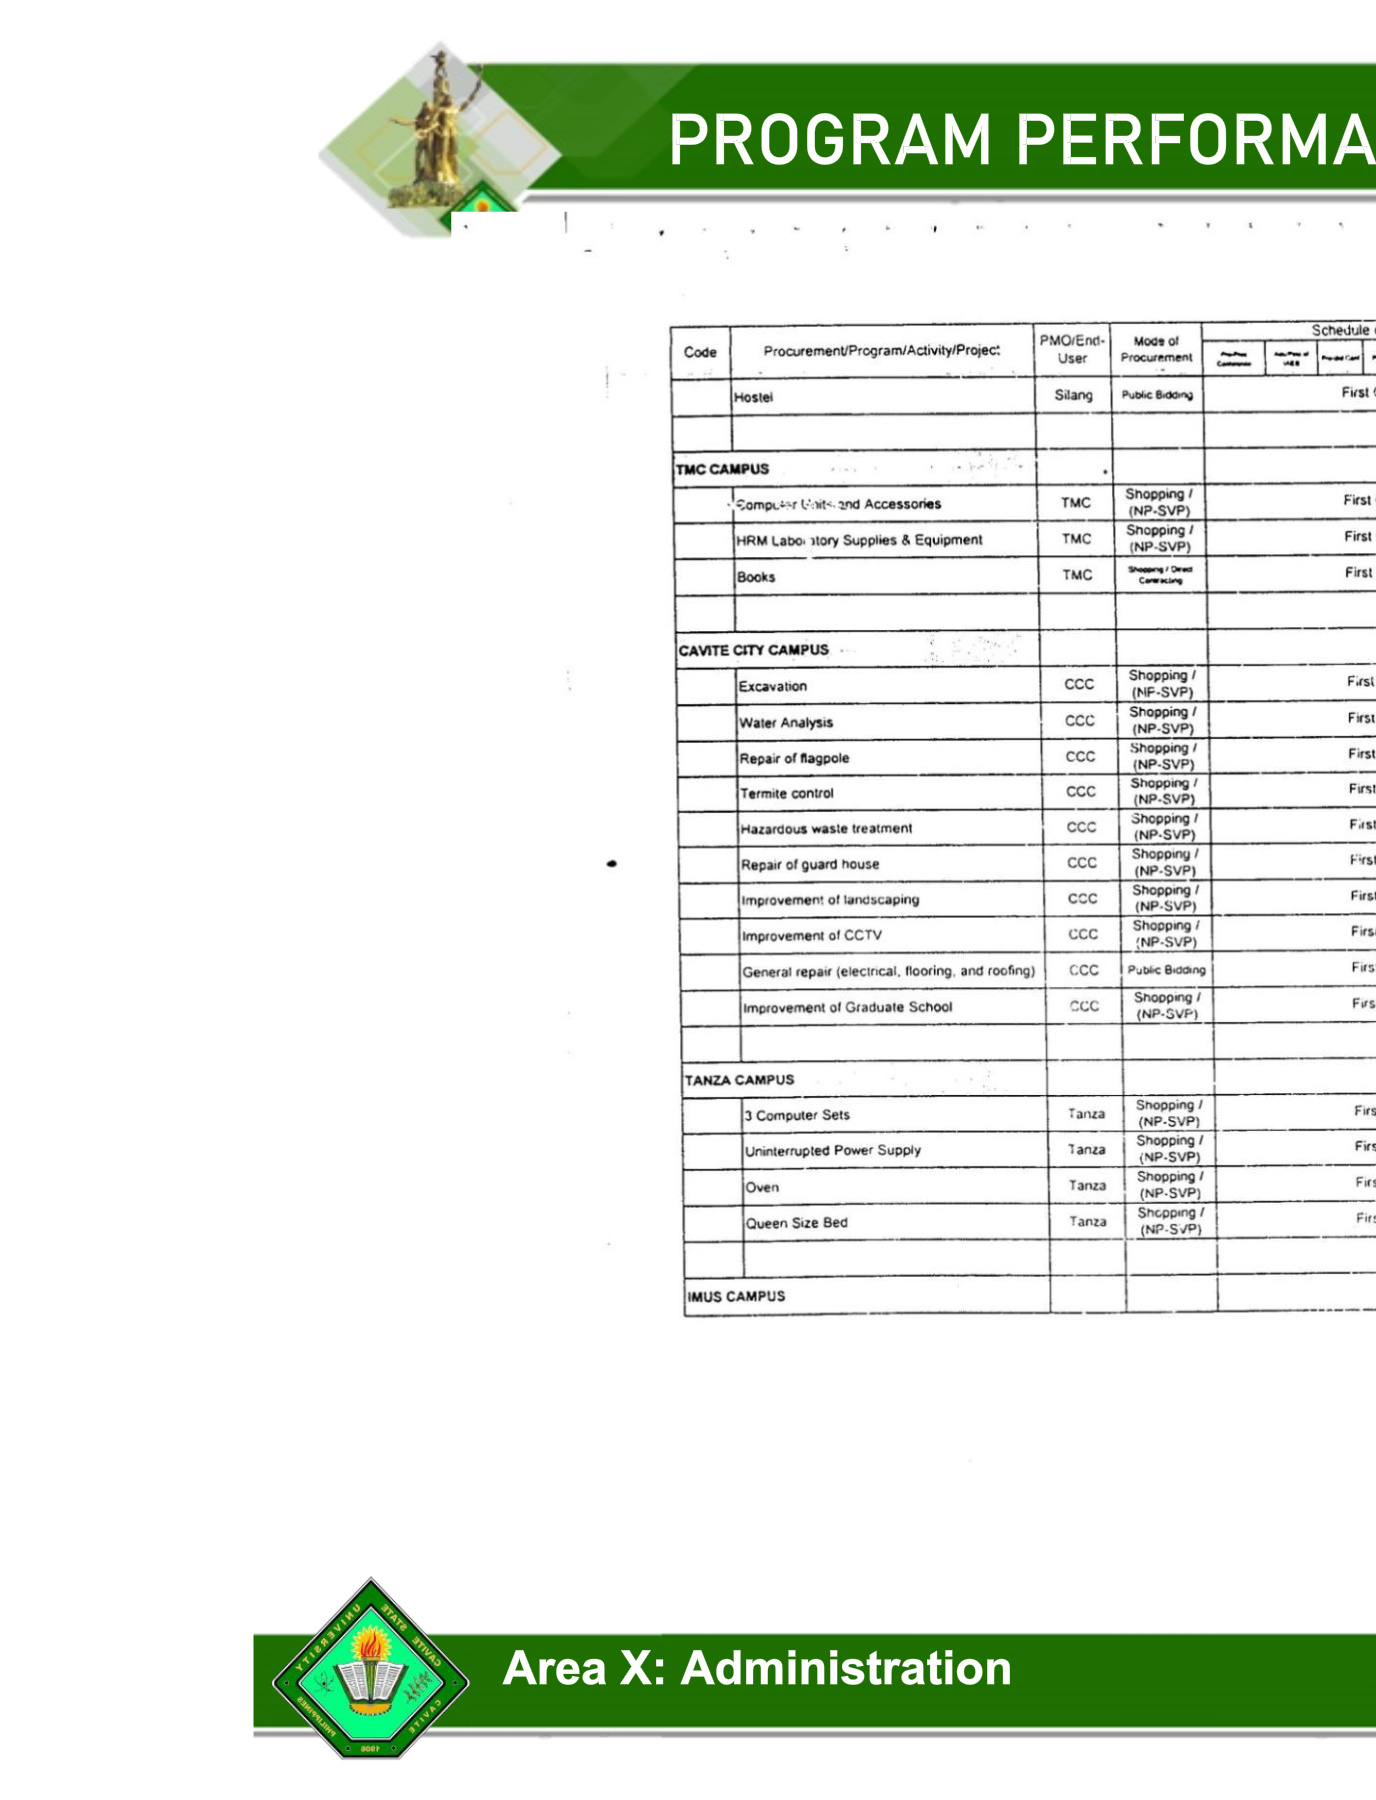 PROGRAM PERFORMA
Code Procurement/Program/Activity/Project PMO/End-User Mode of Procurement Schedule
Hostel Silang Public Bidding First
TMC CAMPUS
Computer Units and Accessories TMC Shopping / (NP-SVP) First
HRM Laboratory Supplies & Equipment TMC Shopping / (NP-SVP) First
Books TMC Shopping / Direct Contracting First
CAVITE CITY CAMPUS
Excavation CCC Shopping / (NP-SVP) First
Water Analysis CCC Shopping / (NP-SVP) First
Repair of flagpole CCC Shopping / (NP-SVP) First
Termite control CCC Shopping / (NP-SVP) First
Hazardous waste treatment CCC Shopping / (NP-SVP) First
Repair of guard house CCC Shopping / (NP-SVP) First
Improvement of landscaping CCC Shopping / (NP-SVP) First
Improvement of CCTV CCC Shopping / (NP-SVP) Firs
General repair (electrical, flooring, and roofing) CCC Public Bidding Firs
Improvement of Graduate School CCC Shopping / (NP-SVP) Firs
TANZA CAMPUS
3 Computer Sets Tanza Shopping / (NP-SVP) Firs
Uninterrupted Power Supply Tanza Shopping / (NP-SVP) Firs
Oven Tanza Shopping / (NP-SVP) Firs
Queen Size Bed Tanza Shopping / (NP-SVP) Firs
IMUS CAMPUS
CAVITE STATE UNIVERSITY
CAVITE PHILIPPINES
1906
Area X: Administration